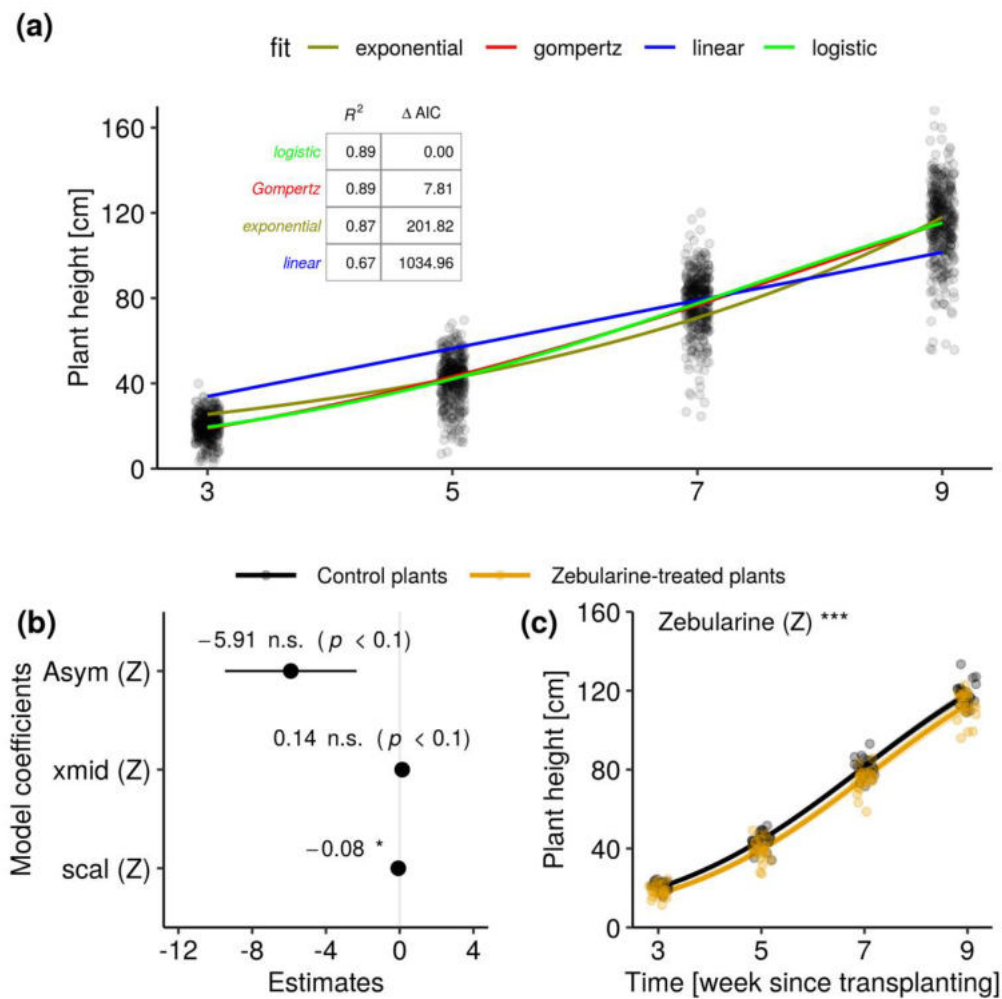 (a)
fit exponential gompertz linear logistic
R² Δ AIC
logistic 0.89 0.00
Gompertz 0.89 7.81
exponential 0.87 201.82
linear 0.67 1034.96
Plant height [cm]
160
120
80
40
0
3 5 7 9
Control plants Zebularine-treated plants
(b)
Model coefficients
Asym (Z)
xmid (Z)
scal (Z)
−5.91 n.s. (p < 0.1)
0.14 n.s. (p < 0.1)
−0.08 *
-12 -8 -4 0 4
Estimates
(c)
Zebularine (Z) ***
Plant height [cm]
160
120
80
40
0
3 5 7 9
Time [week since transplanting]